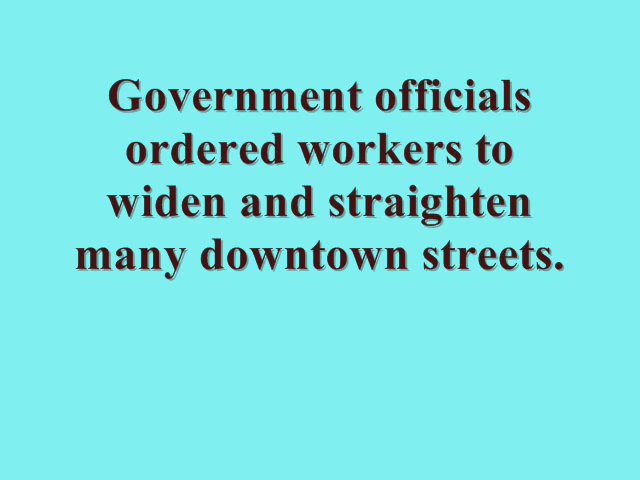 Government officials
ordered workers to
widen and straighten
many downtown streets.